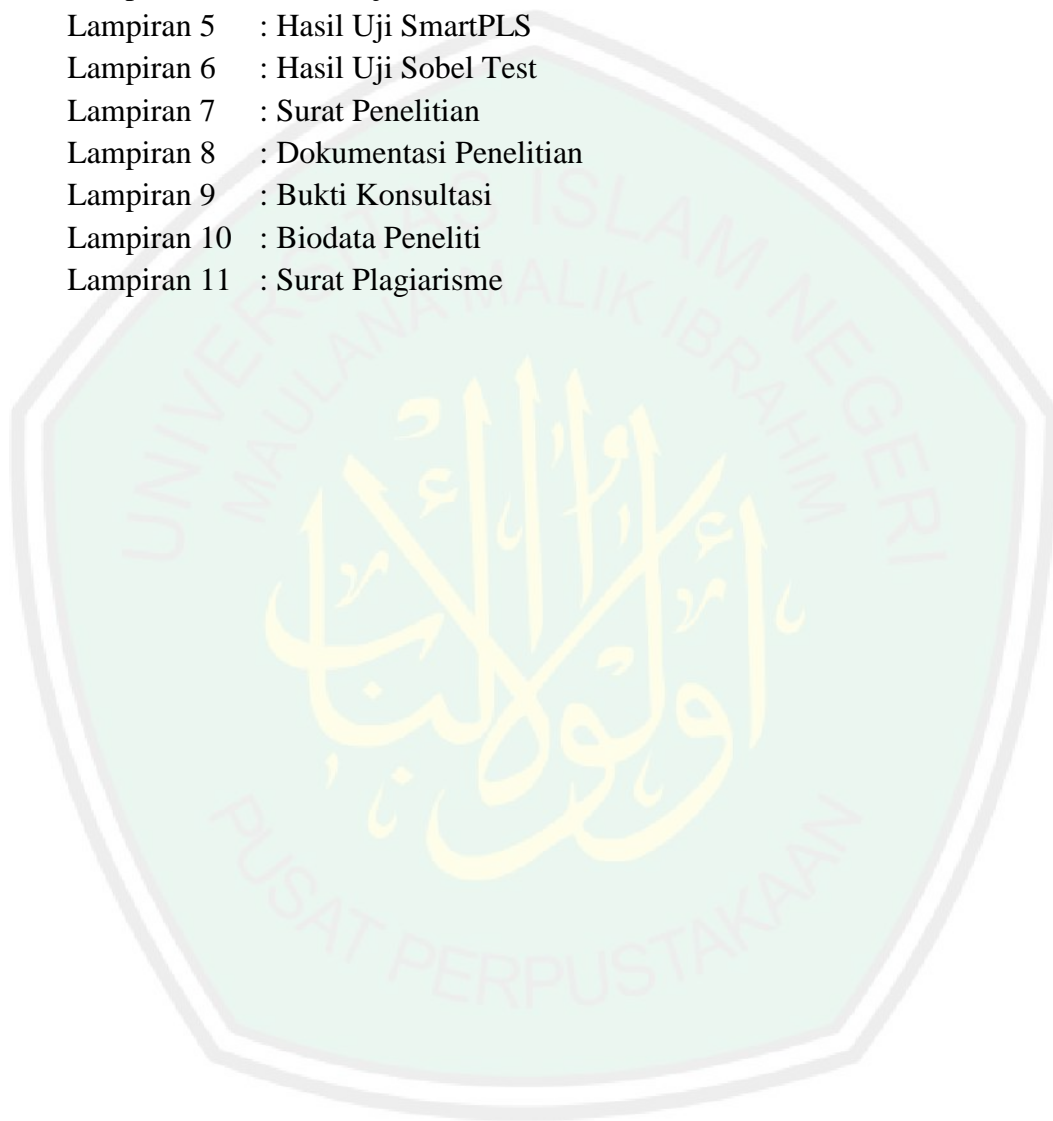 Lampiran 5 : Hasil Uji SmartPLS
Lampiran 6 : Hasil Uji Sobel Test
Lampiran 7 : Surat Penelitian
Lampiran 8 : Dokumentasi Penelitian
Lampiran 9 : Bukti Konsultasi
Lampiran 10 : Biodata Peneliti
Lampiran 11 : Surat Plagiarisme
UNIVERSITAS ISLAM NEGERI
MAULANA MALIK IBRAHIM
أولوا الألباب
PUSAT PERPUSTAKAAN